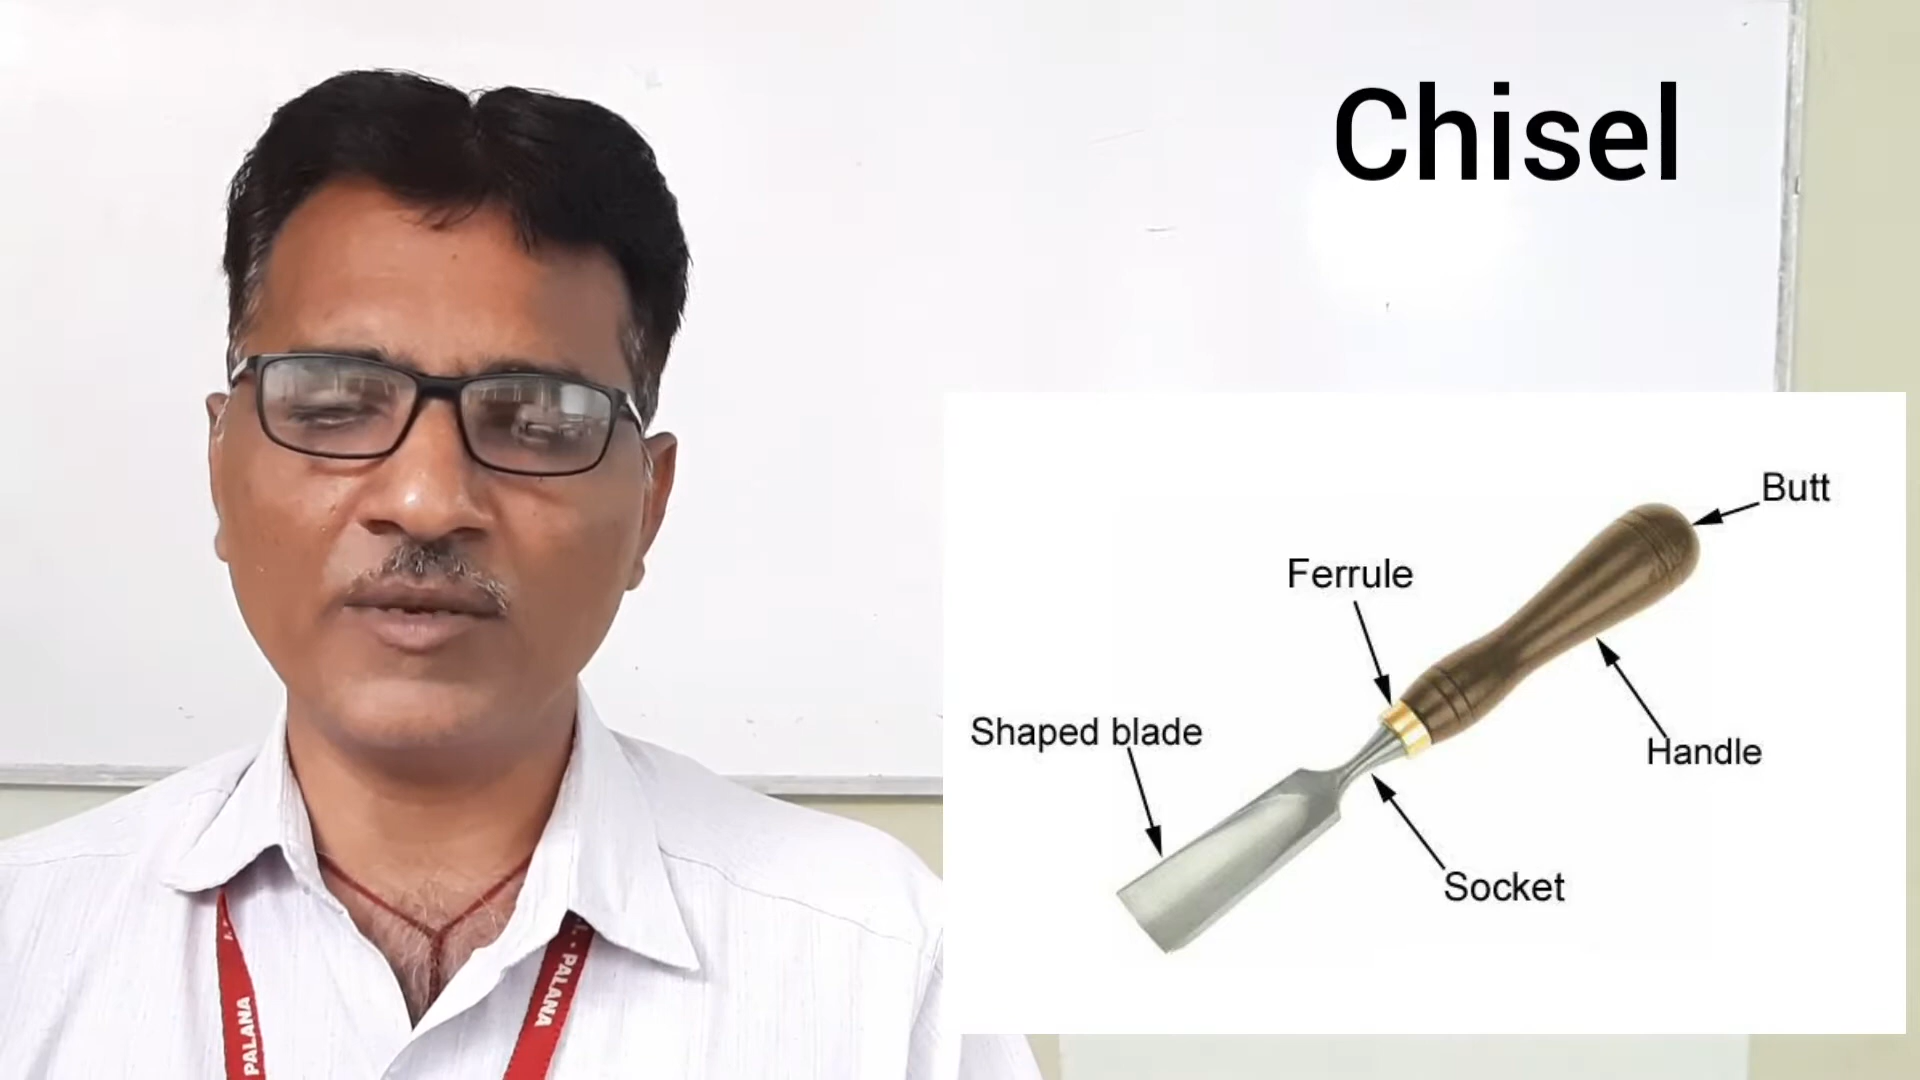 Chisel
Butt
Ferrule
Shaped blade
Handle
Socket
PALANA
PALANA